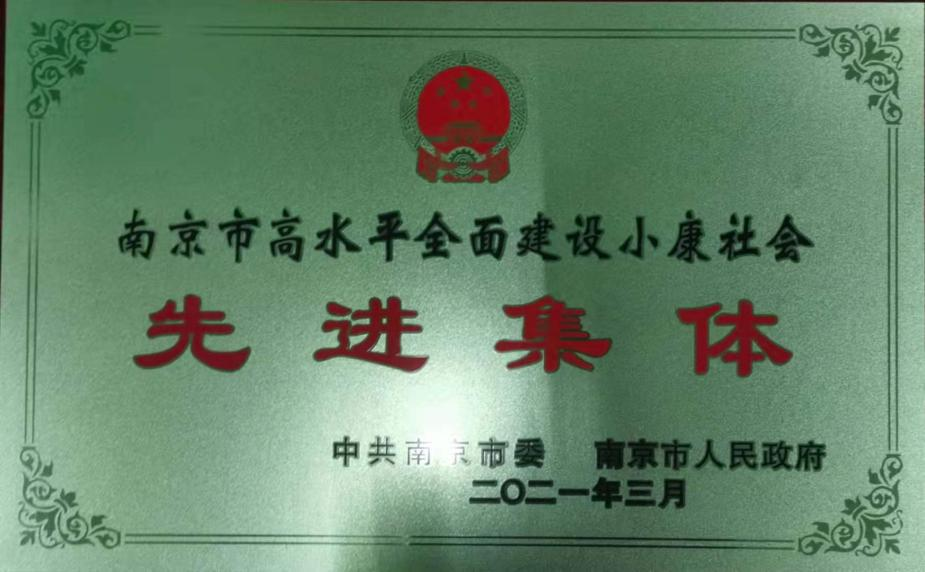 南京市高水平全面建设小康社会
先进集体
中共南京市委 南京市人民政府
二〇二一年三月